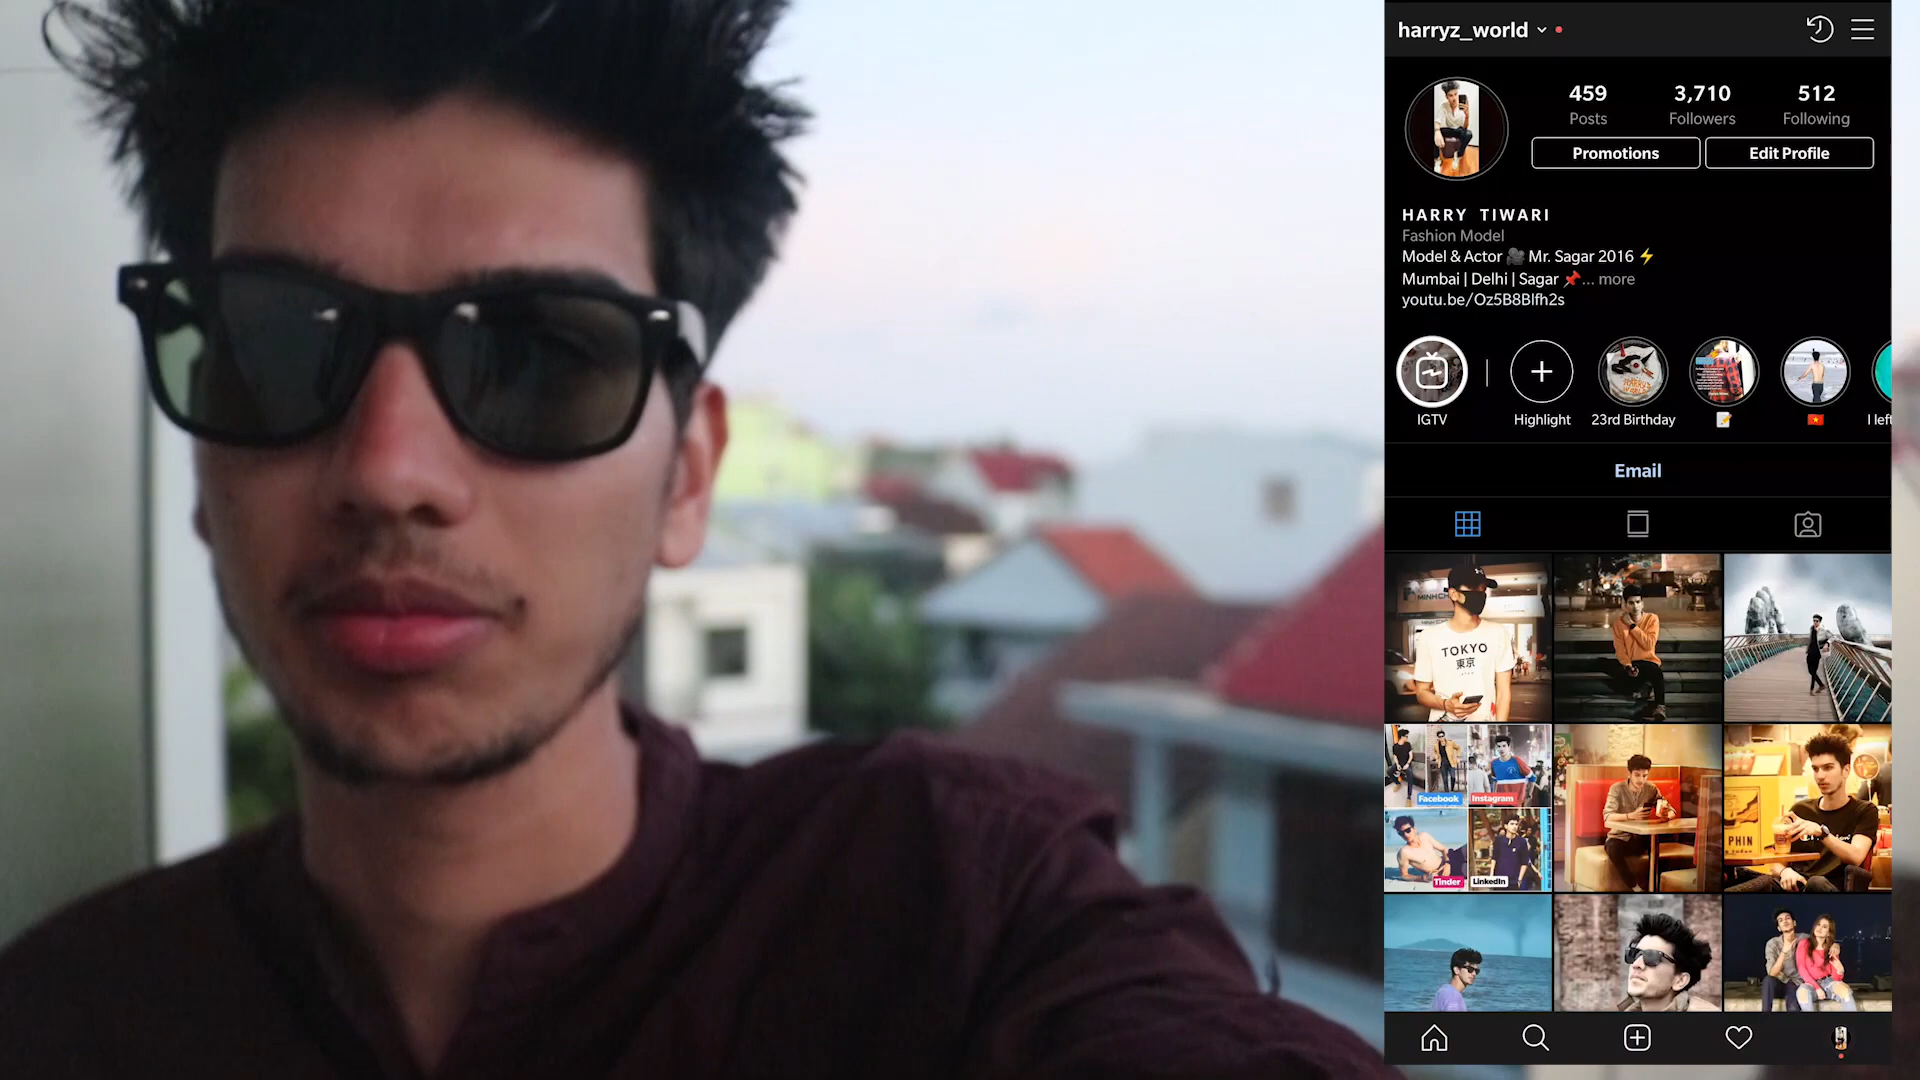 harryz_world
459 3,710 512
Posts Followers Following
Promotions Edit Profile
HARRY TIWARI
Fashion Model
Model & Actor 🎥 Mr. Sagar 2016 ⚡
Mumbai | Delhi | Sagar 📌... more
youtu.be/Oz5B8Blfh2s
IGTV Highlight 23rd Birthday 📝 🇻🇳 I left
Email
MINH CH
TOKYO
東京
Facebook Instagram
Tinder LinkedIn
PHIN